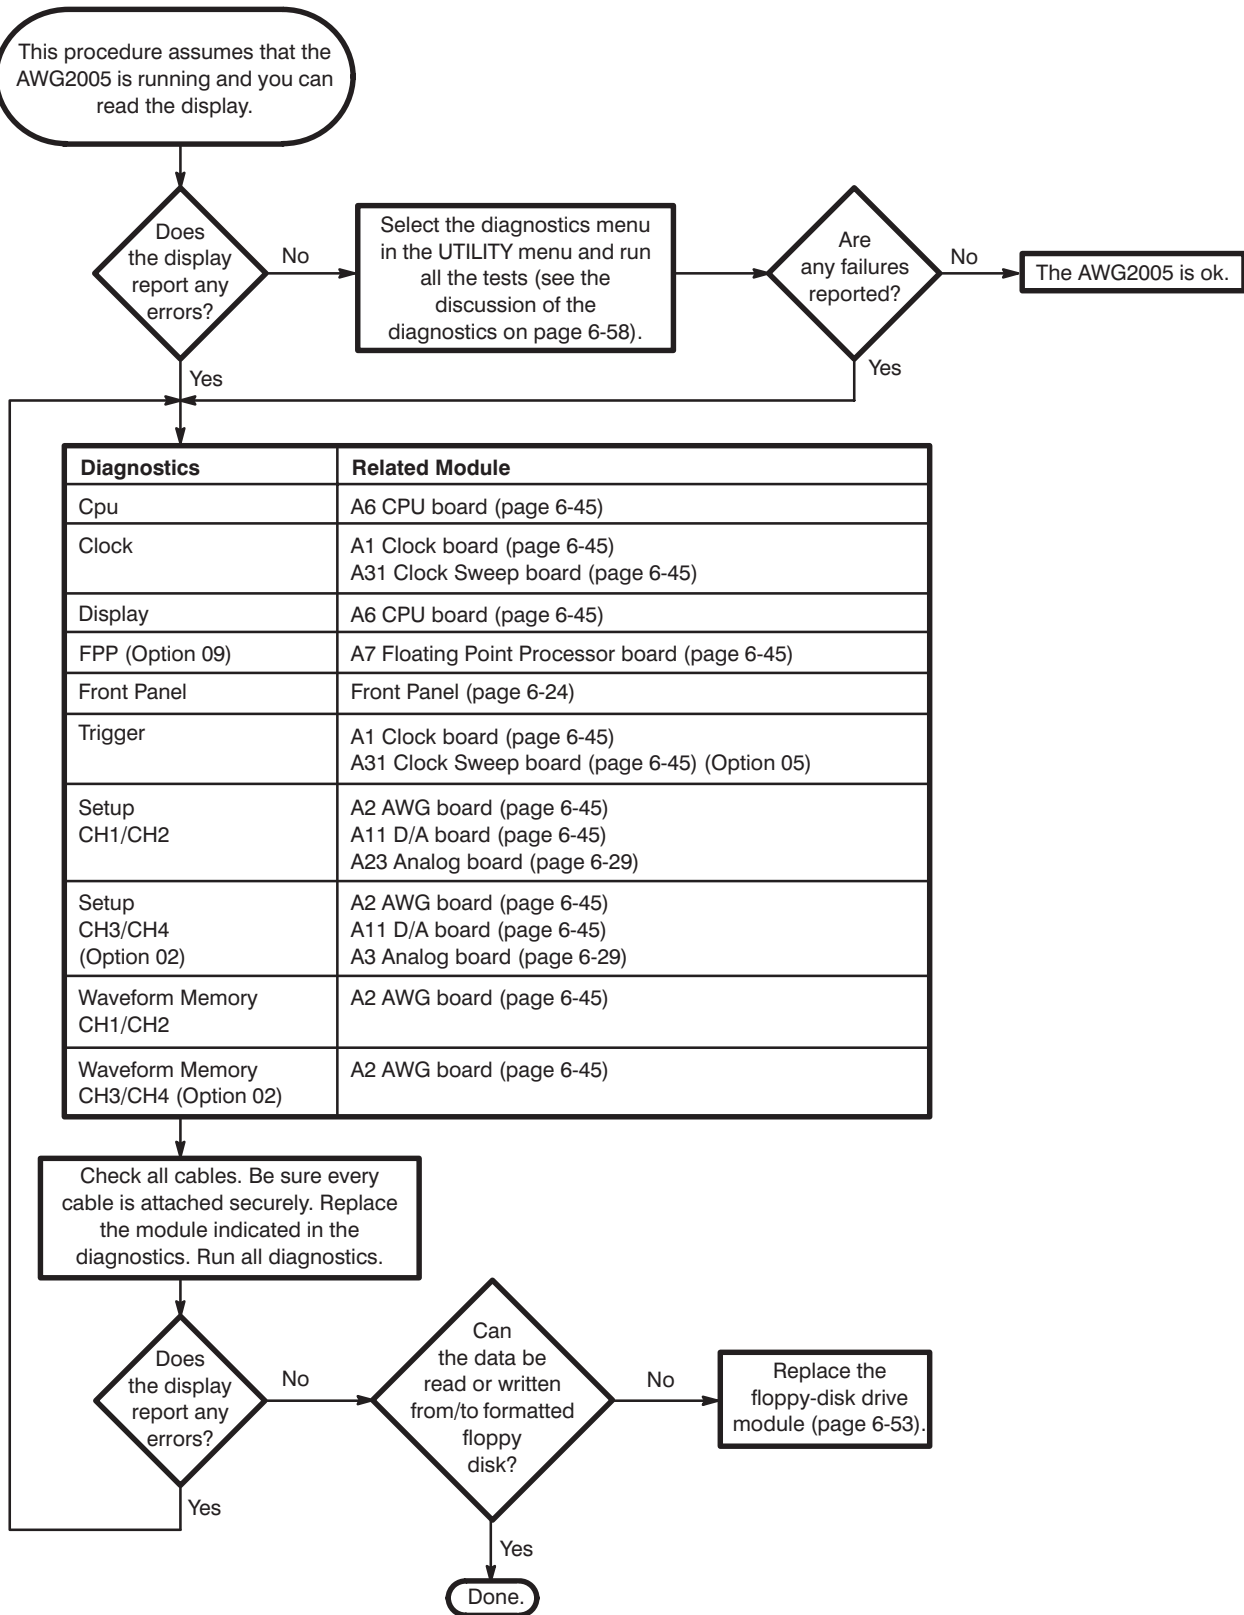 This procedure assumes that the
AWG2005 is running and you can
read the display.
Does
the display
report any
errors?
No
Select the diagnostics menu
in the UTILITY menu and run
all the tests (see the
discussion of the
diagnostics on page 6-58).
Are
any failures
reported?
No
The AWG2005 is ok.
Yes
Yes
Diagnostics Related Module
Cpu A6 CPU board (page 6-45)
Clock A1 Clock board (page 6-45)
A31 Clock Sweep board (page 6-45)
Display A6 CPU board (page 6-45)
FPP (Option 09) A7 Floating Point Processor board (page 6-45)
Front Panel Front Panel (page 6-24)
Trigger A1 Clock board (page 6-45)
A31 Clock Sweep board (page 6-45) (Option 05)
Setup A2 AWG board (page 6-45)
CH1/CH2 A11 D/A board (page 6-45)
A23 Analog board (page 6-29)
Setup A2 AWG board (page 6-45)
CH3/CH4 A11 D/A board (page 6-45)
(Option 02) A3 Analog board (page 6-29)
Waveform Memory A2 AWG board (page 6-45)
CH1/CH2
Waveform Memory A2 AWG board (page 6-45)
CH3/CH4 (Option 02)
Check all cables. Be sure every
cable is attached securely. Replace
the module indicated in the
diagnostics. Run all diagnostics.
Does
the display
report any
errors?
No
Can
the data be
read or written
from/to formatted
floppy
disk?
No
Replace the
floppy-disk drive
module (page 6-53).
Yes
Yes
Done.